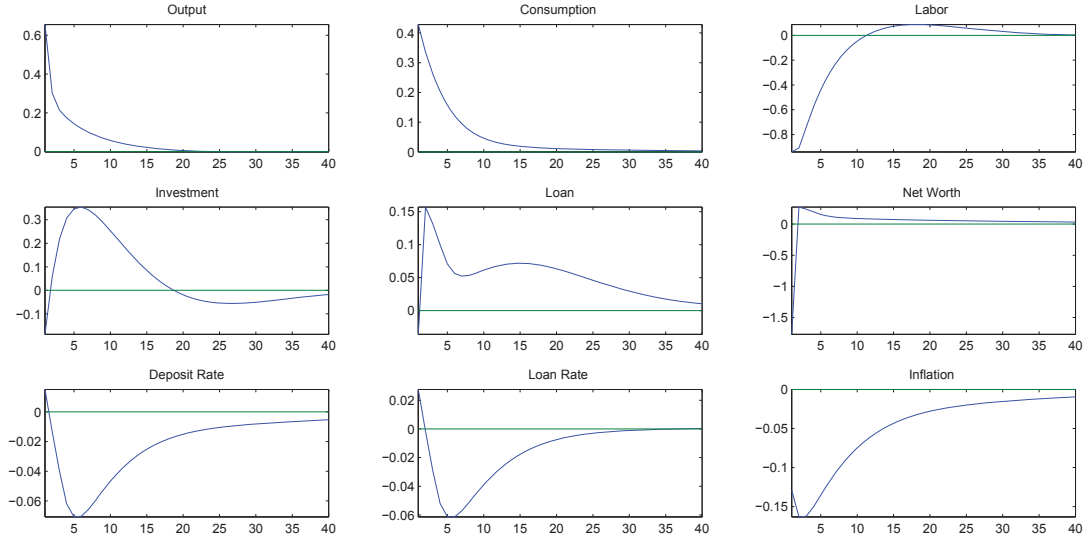 Output
0.6
0.4
0.2
0
5 10 15 20 25 30 35 40
Consumption
0.4
0.3
0.2
0.1
0
5 10 15 20 25 30 35 40
Labor
0
−0.2
−0.4
−0.6
−0.8
5 10 15 20 25 30 35 40
Investment
0.3
0.2
0.1
0
−0.1
5 10 15 20 25 30 35 40
Loan
0.15
0.1
0.05
0
5 10 15 20 25 30 35 40
Net Worth
0
−0.5
−1
−1.5
5 10 15 20 25 30 35 40
Deposit Rate
0
−0.02
−0.04
−0.06
5 10 15 20 25 30 35 40
Loan Rate
0.02
0
−0.02
−0.04
−0.06
5 10 15 20 25 30 35 40
Inflation
0
−0.05
−0.1
−0.15
5 10 15 20 25 30 35 40